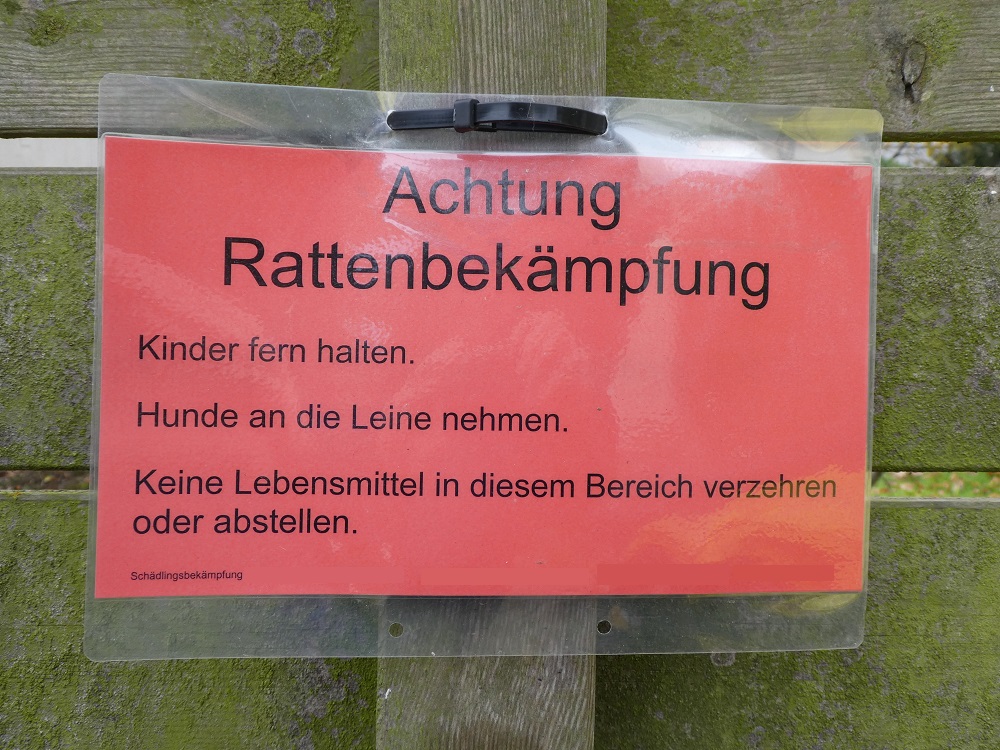 Achtung
Rattenbekämpfung
Kinder fern halten.
Hunde an die Leine nehmen.
Keine Lebensmittel in diesem Bereich verzehren
oder abstellen.
Schädlingsbekämpfung